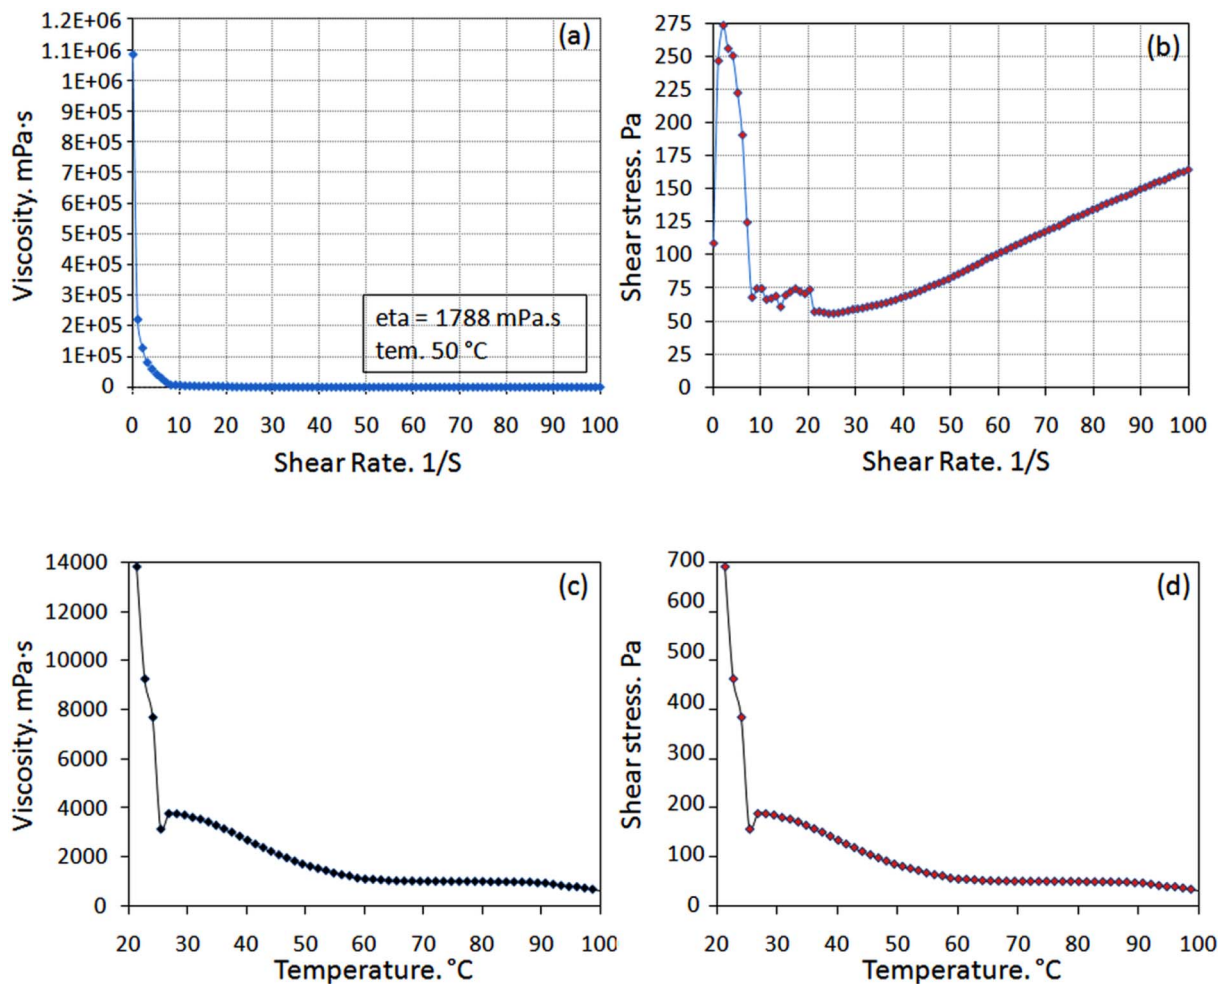 (a)
1.2E+06
1.1E+06
1E+06
9E+05
8E+05
7E+05
6E+05
5E+05
4E+05
3E+05
2E+05
1E+05
0
Viscosity. mPa·s
eta = 1788 mPa.s
tem. 50 °C
0 10 20 30 40 50 60 70 80 90 100
Shear Rate. 1/S
(b)
275
250
225
200
175
150
125
100
75
50
25
0
Shear stress. Pa
0 10 20 30 40 50 60 70 80 90 100
Shear Rate. 1/S
(c)
14000
12000
10000
8000
6000
4000
2000
0
Viscosity. mPa·s
20 30 40 50 60 70 80 90 100
Temperature. °C
(d)
700
600
500
400
300
200
100
0
Shear stress. Pa
20 30 40 50 60 70 80 90 100
Temperature. °C